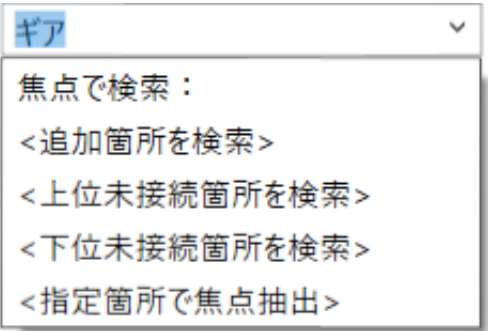 ギア
焦点で検索：
<追加箇所を検索>
<上位未接続箇所を検索>
<下位未接続箇所を検索>
<指定箇所で焦点抽出>